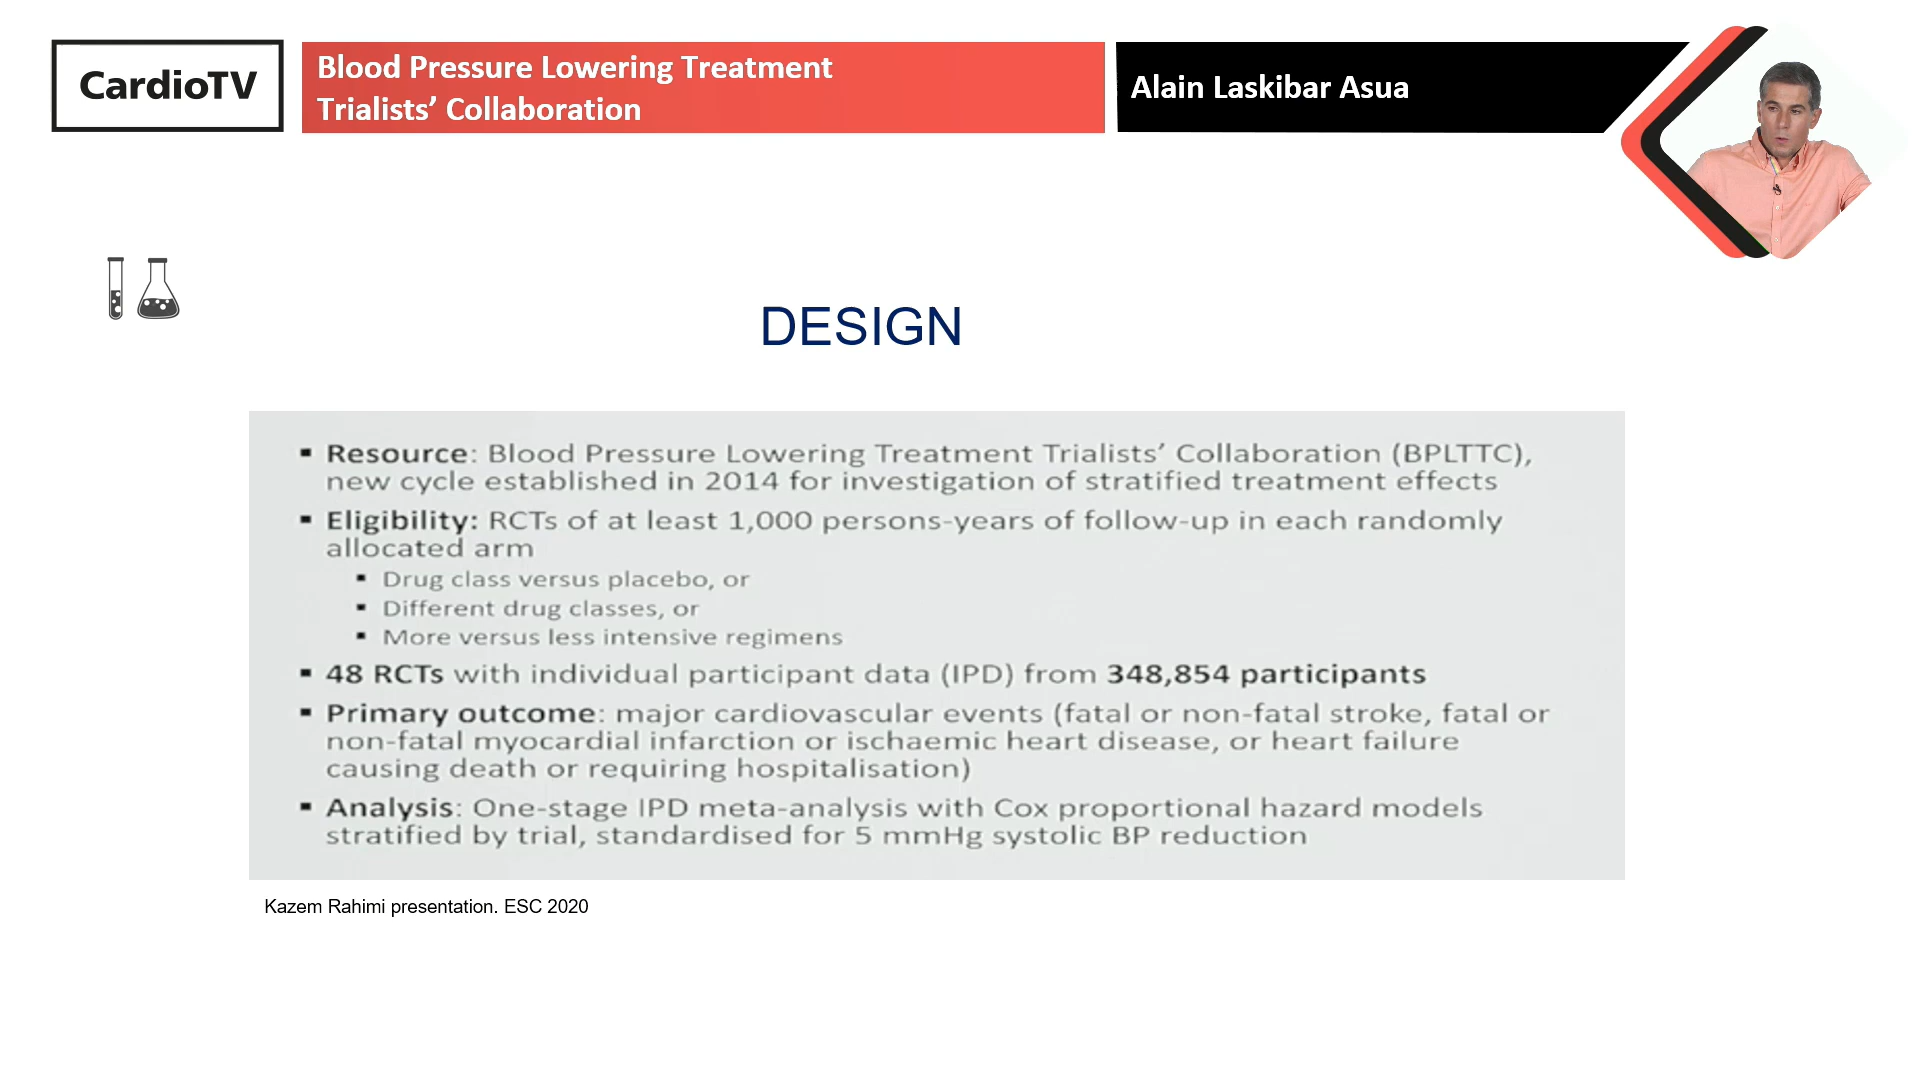 CardioTV
Blood Pressure Lowering Treatment
Trialists’ Collaboration
Alain Laskibar Asua
DESIGN
▪ Resource: Blood Pressure Lowering Treatment Trialists’ Collaboration (BPLTTC),
new cycle established in 2014 for investigation of stratified treatment effects
▪ Eligibility: RCTs of at least 1,000 persons-years of follow-up in each randomly
allocated arm
▪ Drug class versus placebo, or
▪ Different drug classes, or
▪ More versus less intensive regimens
▪ 48 RCTs with individual participant data (IPD) from 348,854 participants
▪ Primary outcome: major cardiovascular events (fatal or non-fatal stroke, fatal or
non-fatal myocardial infarction or ischaemic heart disease, or heart failure
causing death or requiring hospitalisation)
▪ Analysis: One-stage IPD meta-analysis with Cox proportional hazard models
stratified by trial, standardised for 5 mmHg systolic BP reduction
Kazem Rahimi presentation. ESC 2020